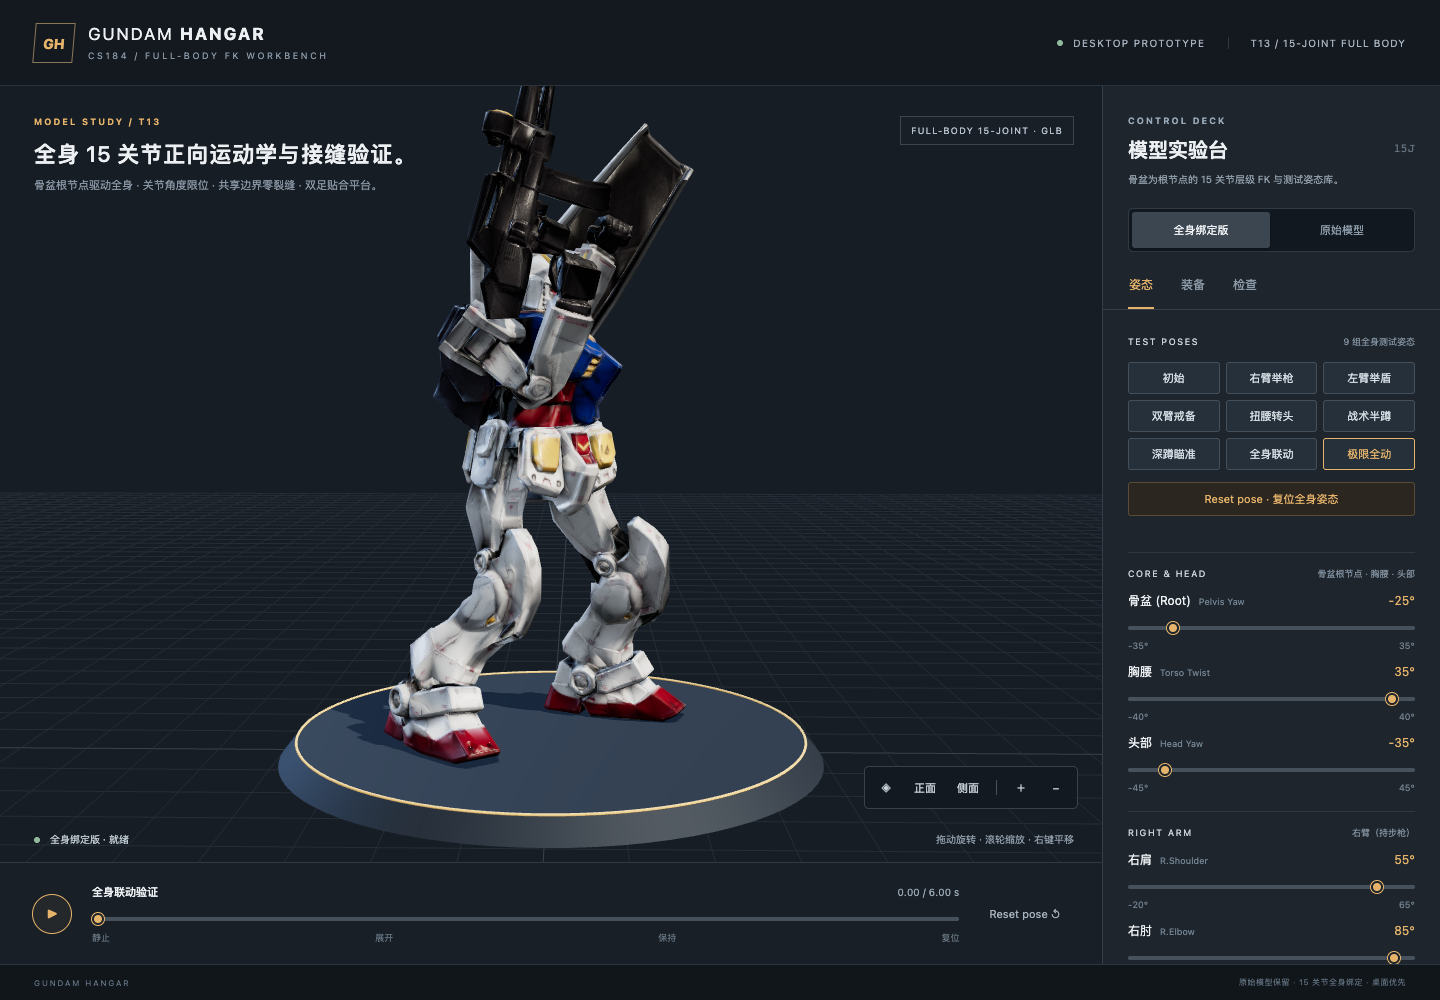 GH
GUNDAM HANGAR
CS184 / FULL-BODY FK WORKBENCH
DESKTOP PROTOTYPE
T13 / 15-JOINT FULL BODY
MODEL STUDY / T13
全身 15 关节正向运动学与接缝验证。
骨盆根节点驱动全身 · 关节角度限位 · 共享边界零裂缝 · 双足贴合平台。
FULL-BODY 15-JOINT · GLB
正面
侧面
+
−
全身绑定版 · 就绪
拖动旋转 · 滚轮缩放 · 右键平移
全身联动验证
0.00 / 6.00 s
静止
展开
保持
复位
Reset pose
CONTROL DECK
模型实验台
15J
骨盆为根节点的 15 关节层级 FK 与测试姿态库。
全身绑定版
原始模型
姿态
装备
检查
TEST POSES
9 组全身测试姿态
初始
右臂举枪
左臂举盾
双臂戒备
扭腰转头
战术半蹲
深蹲瞄准
全身联动
极限全动
Reset pose · 复位全身姿态
CORE & HEAD
骨盆根节点 · 胸腰 · 头部
骨盆 (Root) Pelvis Yaw
-25°
-35°
35°
胸腰 Torso Twist
35°
-40°
40°
头部 Head Yaw
-35°
-45°
45°
RIGHT ARM
右臂（持步枪）
右肩 R.Shoulder
55°
-20°
65°
右肘 R.Elbow
85°
GUNDAM HANGAR
原始模型保留 · 15 关节全身绑定 · 桌面优先